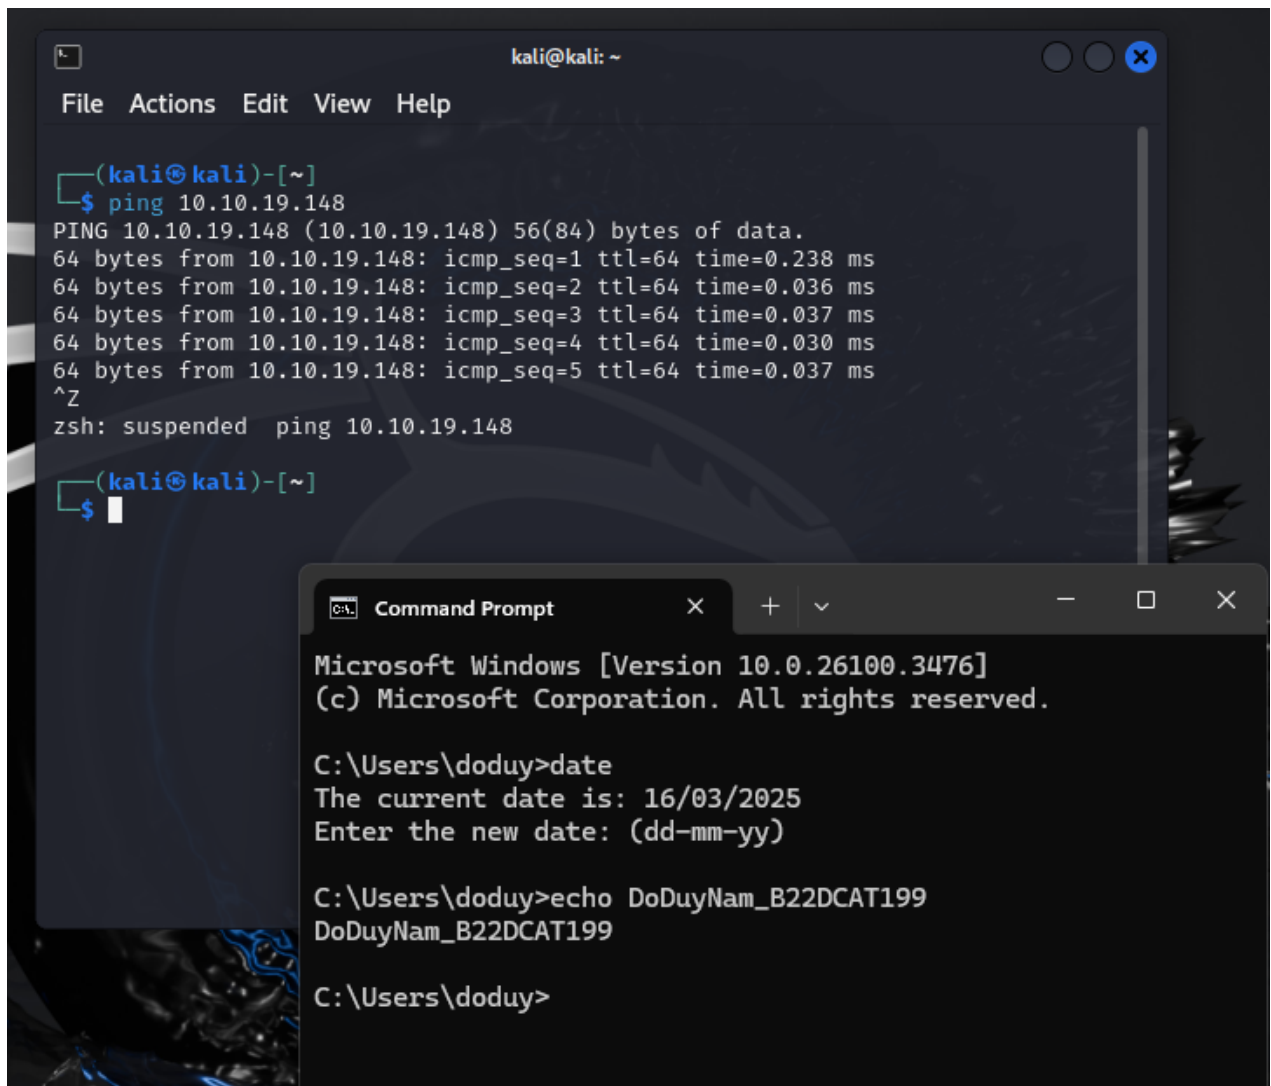 kali@kali: ~
File Actions Edit View Help
┌──(kali㉿kali)-[~]
└─$ ping 10.10.19.148
PING 10.10.19.148 (10.10.19.148) 56(84) bytes of data.
64 bytes from 10.10.19.148: icmp_seq=1 ttl=64 time=0.238 ms
64 bytes from 10.10.19.148: icmp_seq=2 ttl=64 time=0.036 ms
64 bytes from 10.10.19.148: icmp_seq=3 ttl=64 time=0.037 ms
64 bytes from 10.10.19.148: icmp_seq=4 ttl=64 time=0.030 ms
64 bytes from 10.10.19.148: icmp_seq=5 ttl=64 time=0.037 ms
^Z
zsh: suspended  ping 10.10.19.148
┌──(kali㉿kali)-[~]
└─$
Command Prompt
Microsoft Windows [Version 10.0.26100.3476]
(c) Microsoft Corporation. All rights reserved.
C:\Users\doduy>date
The current date is: 16/03/2025
Enter the new date: (dd-mm-yy)
C:\Users\doduy>echo DoDuyNam_B22DCAT199
DoDuyNam_B22DCAT199
C:\Users\doduy>